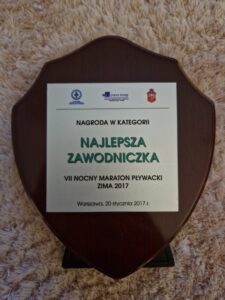 NAGRODA W KATEGORII
NAJLEPSZA
ZAWODNICZKA
VII NOCNY MARATON PŁYWACKI
ZIMA 2017
Warszawa, 20 stycznia 2017 r.